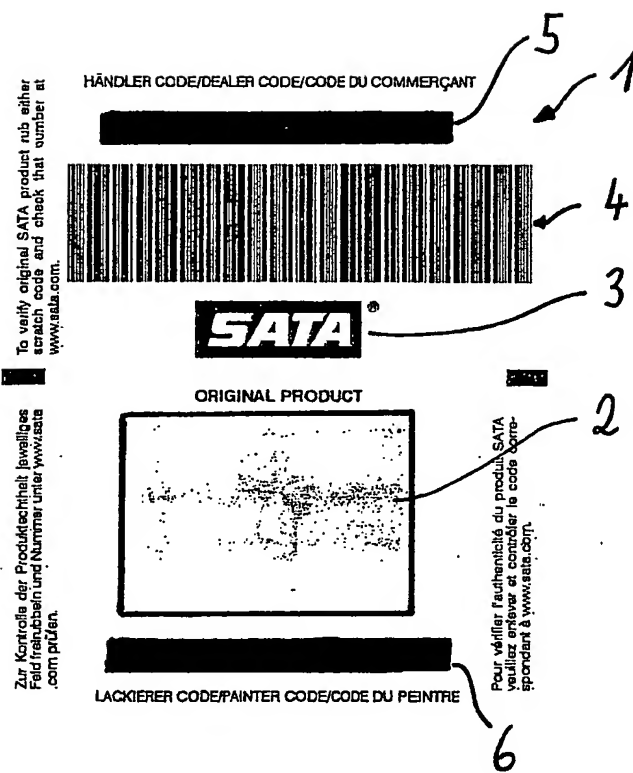 5
HÄNDLER CODE/DEALER CODE/CODE DU COMMERÇANT
1
To verify original SATA product rub either
scratch code and check that number at
www.sata.com.
4
SATA®
3
ORIGINAL PRODUCT
2
Zur Kontrolle der Produktechtheit jeweiliges
Feld freirubbeln und Nummer unter www.sata
.com prüfen.
Pour vérifier l'authenticité du produit SATA
veuillez enlever et contrôler le code corre-
spondant à www.sata.com.
LACKIERER CODE/PAINTER CODE/CODE DU PEINTRE
6